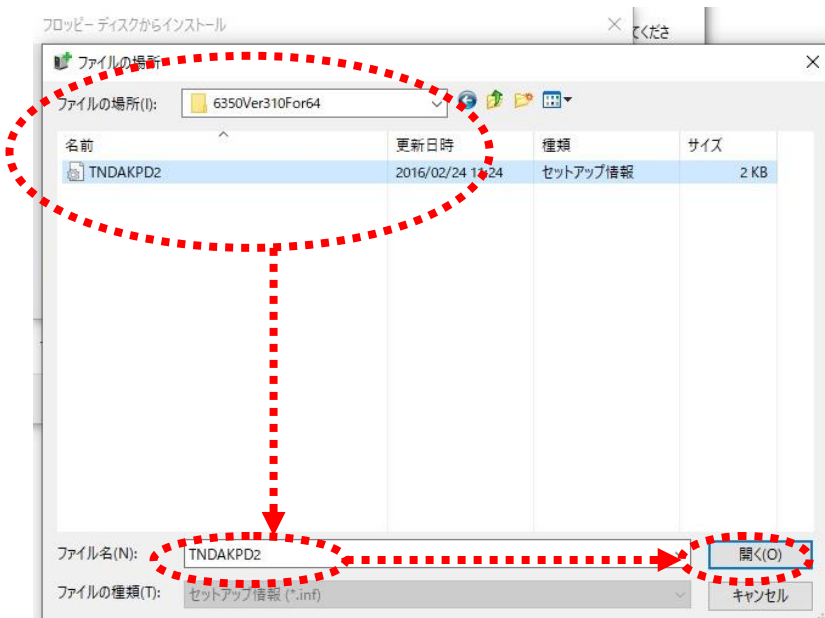 フロッピー ディスクからインストール
てくださ
ファイルの場所
ファイルの場所(I): 6350Ver310For64
名前 更新日時 種類 サイズ
TNDAKPD2 2016/02/24 11:24 セットアップ情報 2 KB
ファイル名(N): TNDAKPD2 開く(O)
ファイルの種類(T): セットアップ情報 (*.inf) キャンセル